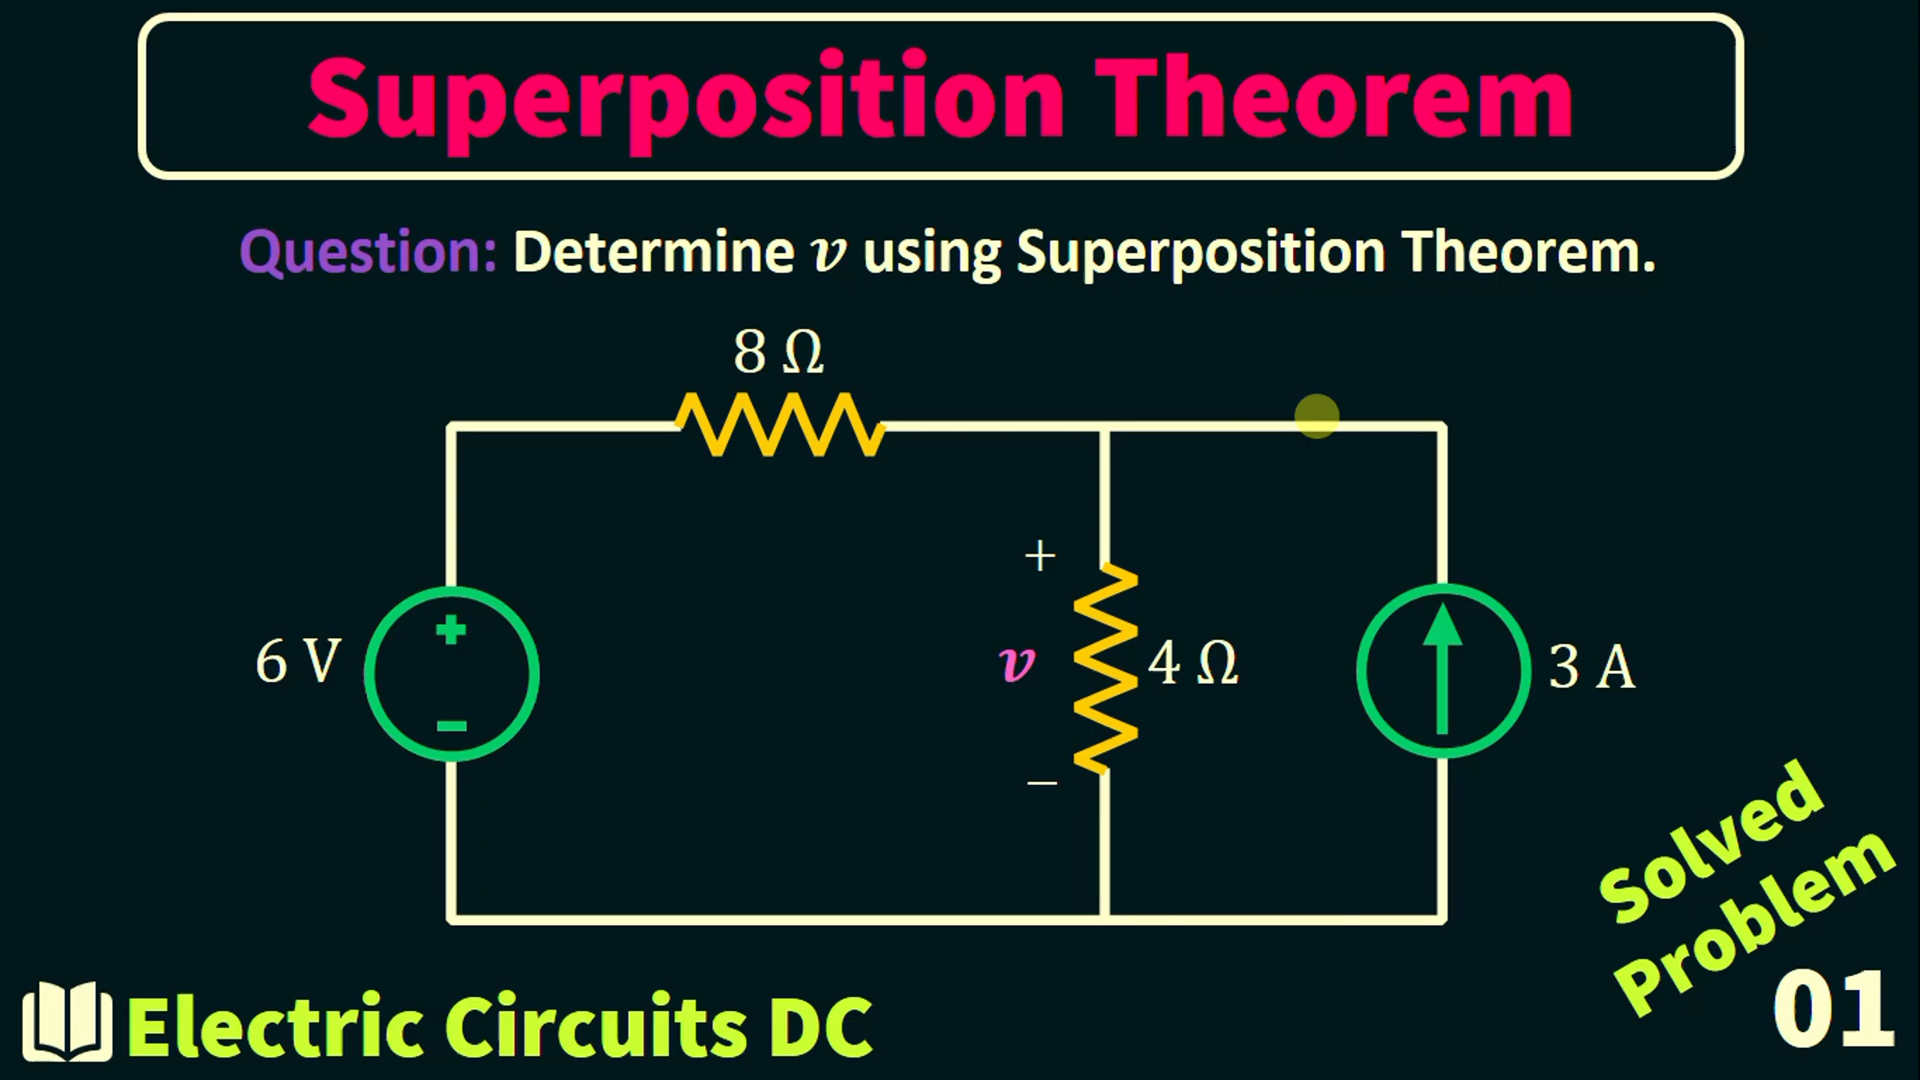 Superposition Theorem
Question: Determine v using Superposition Theorem.
8 Ω
+
6 V
+
v
4 Ω
3 A
−
−
Solved
Problem
01
Electric Circuits DC